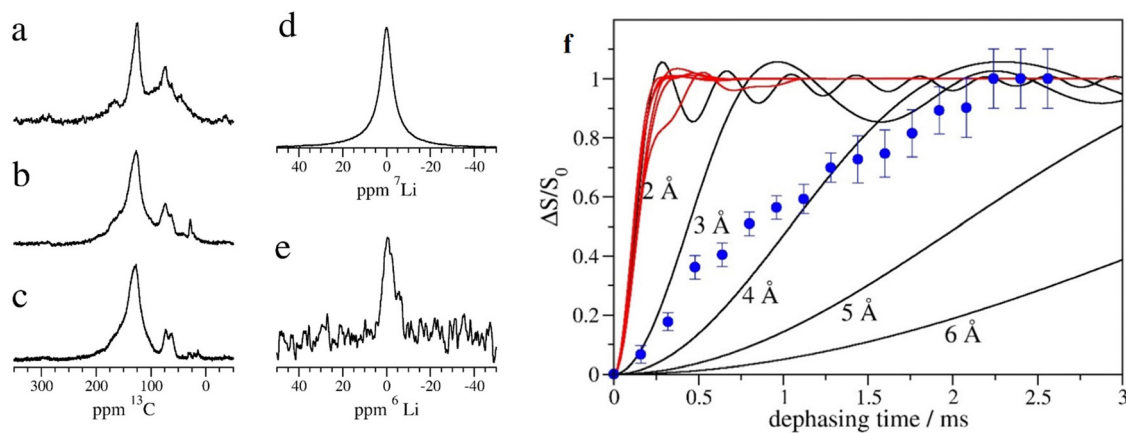 a
b
c
300 200 100 0
ppm ¹³C
d
40 20 0 -20 -40
ppm ⁷Li
e
40 20 0 -20 -40
ppm ⁶ Li
f
ΔS/S₀
1
0.8
0.6
0.4
0.2
0
2 Å
3 Å
4 Å
5 Å
6 Å
0 0.5 1 1.5 2 2.5 3
dephasing time / ms